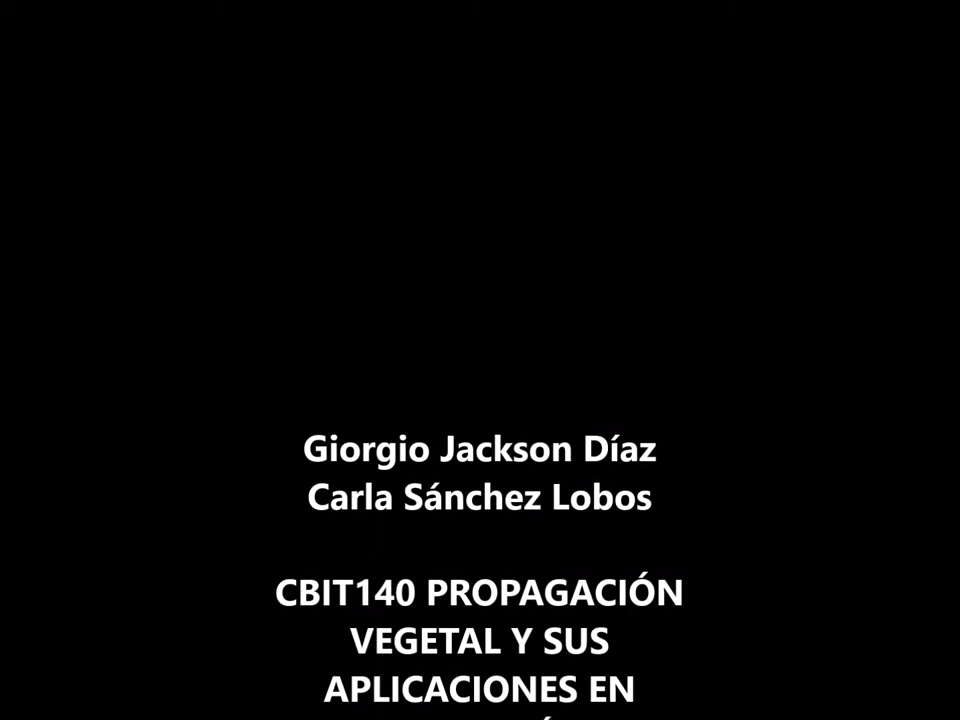 Giorgio Jackson Díaz
Carla Sánchez Lobos
CBIT140 PROPAGACIÓN
VEGETAL Y SUS
APLICACIONES EN